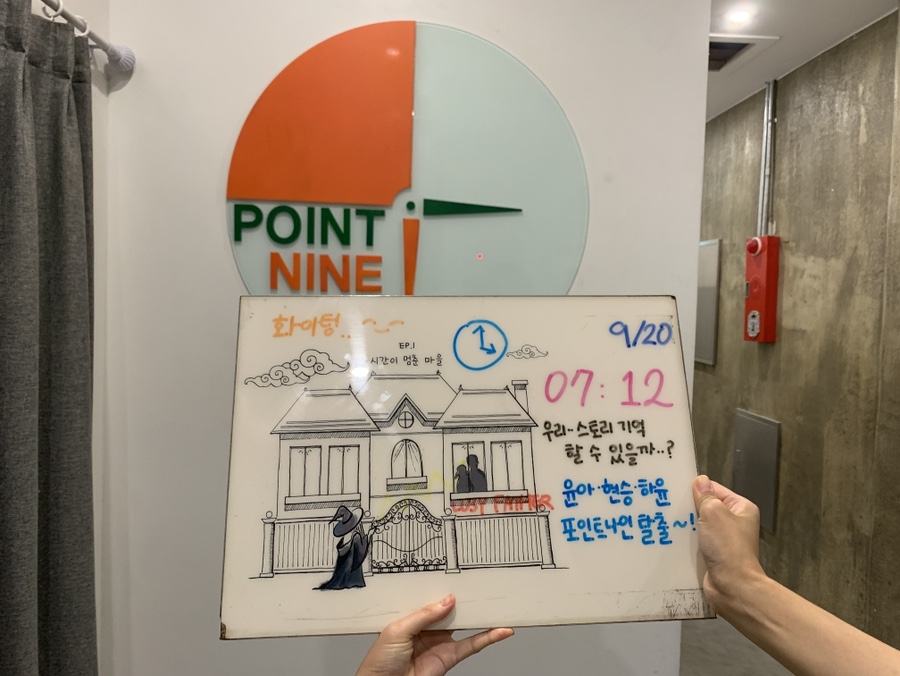 POINT
NINE
화이팅..
9/20
EP.1
시간이 멈춘 마을
07:12
우리..스토리 기억
할 수 있을까..?
윤아·현승·하윤
포인트나인 탈출~!